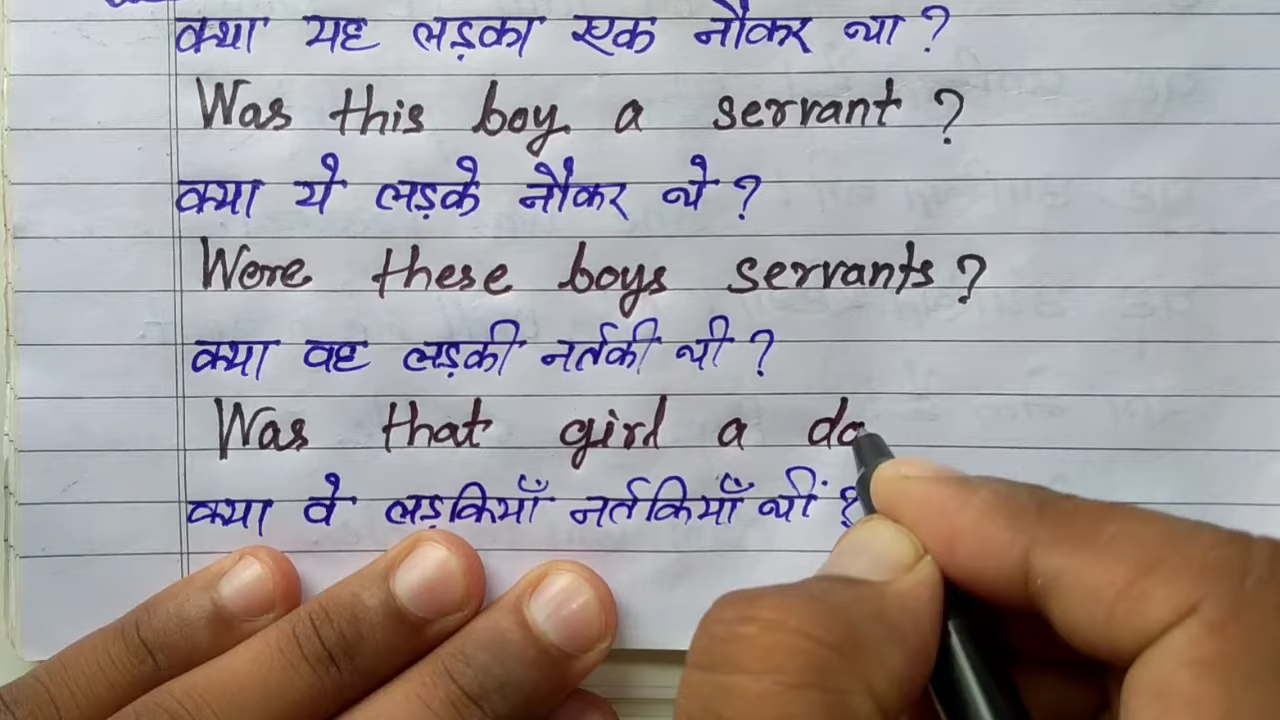 क्या यह लड़का एक नौकर था ?
Was this boy a servant ?
क्या ये लड़के नौकर थे ?
Were these boys servants ?
क्या वह लड़की नर्तकी थी ?
Was that girl a da
क्या वे लड़कियाँ नर्तकियाँ थीं ?